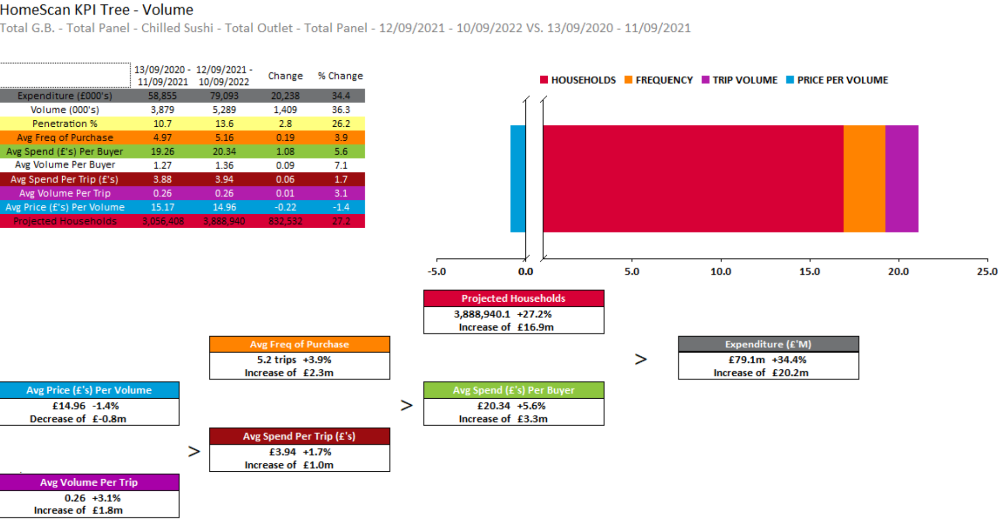 HomeScan KPI Tree - Volume
Total G.B. - Total Panel - Chilled Sushi - Total Outlet - Total Panel - 12/09/2021 - 10/09/2022 VS. 13/09/2020 - 11/09/2021
13/09/2020 - 11/09/2021 12/09/2021 - 10/09/2022 Change % Change
Expenditure (£000's) 58,855 79,093 20,238 34.4
Volume (000's) 3,879 5,289 1,409 36.3
Penetration % 10.7 13.6 2.8 26.2
Avg Freq of Purchase 4.97 5.16 0.19 3.9
Avg Spend (£'s) Per Buyer 19.26 20.34 1.08 5.6
Avg Volume Per Buyer 1.27 1.36 0.09 7.1
Avg Spend Per Trip (£'s) 3.88 3.94 0.06 1.7
Avg Volume Per Trip 0.26 0.26 0.01 3.1
Avg Price (£'s) Per Volume 15.17 14.96 -0.22 -1.4
Projected Households 3,056,408 3,888,940 832,532 27.2
HOUSEHOLDS FREQUENCY TRIP VOLUME PRICE PER VOLUME
-5.0 0.0 5.0 10.0 15.0 20.0 25.0
Projected Households
3,888,940.1 +27.2%
Increase of £16.9m
Avg Freq of Purchase
5.2 trips +3.9%
Increase of £2.3m
>
Expenditure (£'M)
£79.1m +34.4%
Increase of £20.2m
Avg Price (£'s) Per Volume
£14.96 -1.4%
Decrease of £-0.8m
>
Avg Spend (£'s) Per Buyer
£20.34 +5.6%
Increase of £3.3m
>
Avg Spend Per Trip (£'s)
£3.94 +1.7%
Increase of £1.0m
Avg Volume Per Trip
0.26 +3.1%
Increase of £1.8m